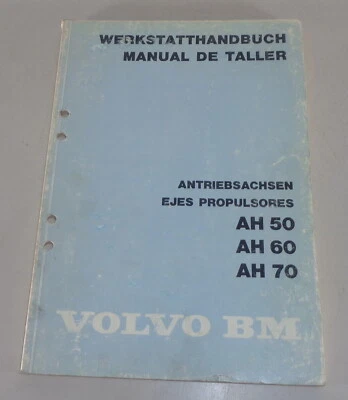 WERKSTATTHANDBUCH
MANUAL DE TALLER
ANTRIEBSACHSEN
EJES PROPULSORES
AH 50
AH 60
AH 70
VOLVO BM